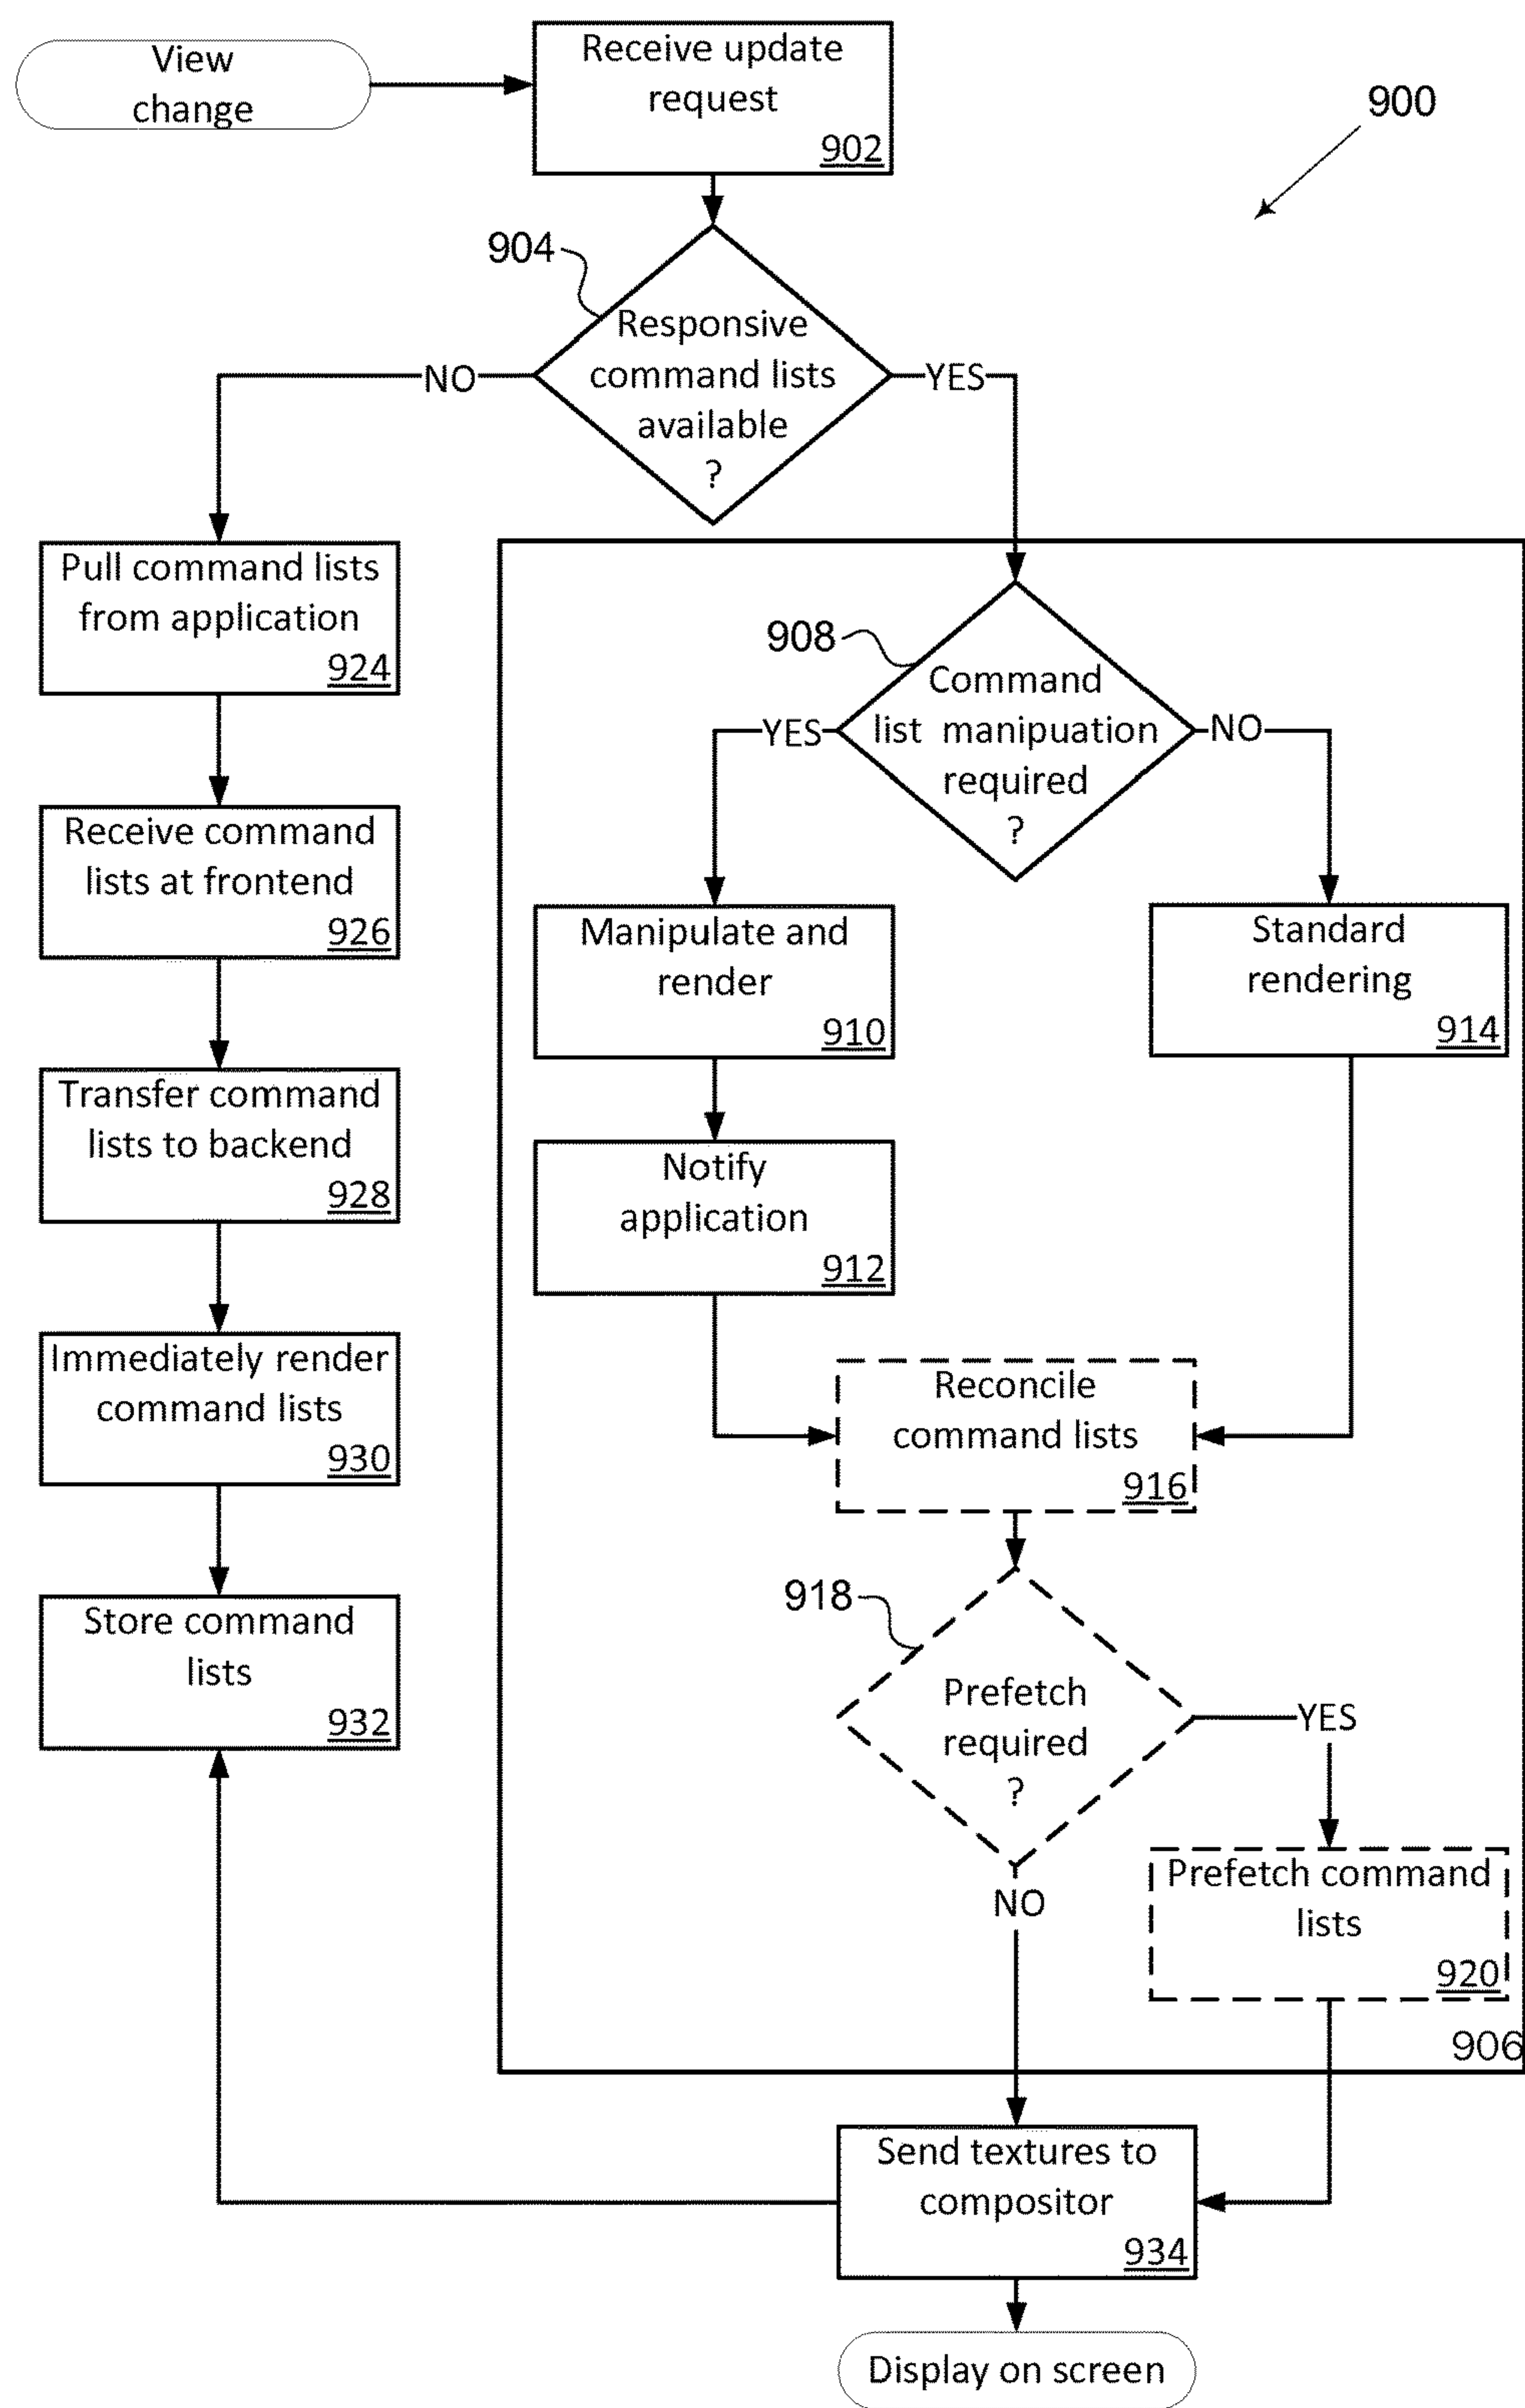 View
change
Receive update
request
902
900
904
Responsive
command lists
available
?
NO
YES
Pull command lists
from application
924
908
Command
list manipuation
required
?
YES
NO
Receive command
lists at frontend
926
Manipulate and
render
910
Standard
rendering
914
Transfer command
lists to backend
928
Notify
application
912
Immediately render
command lists
930
Reconcile
command lists
916
Store command
lists
932
918
Prefetch
required
?
YES
NO
Prefetch command
lists
920
906
Send textures to
compositor
934
Display on screen